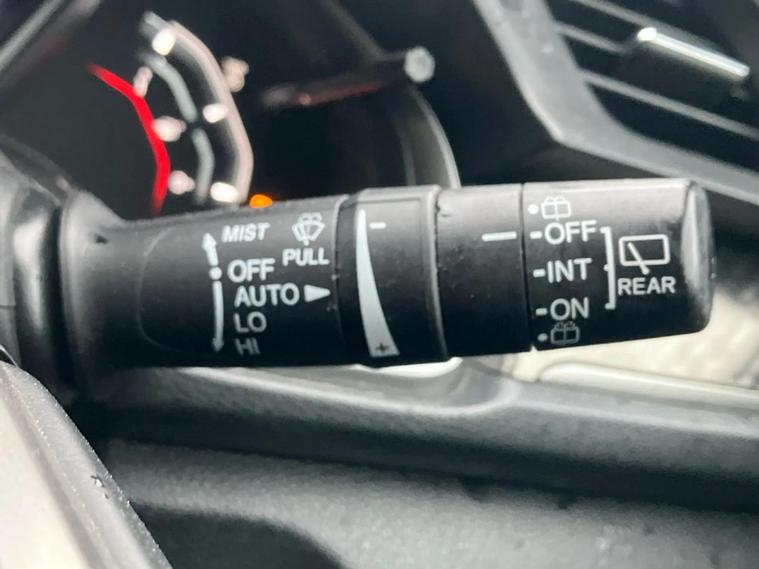 MIST
PULL
OFF
AUTO
LO
HI
-
+
-OFF
-INT
-ON
REAR